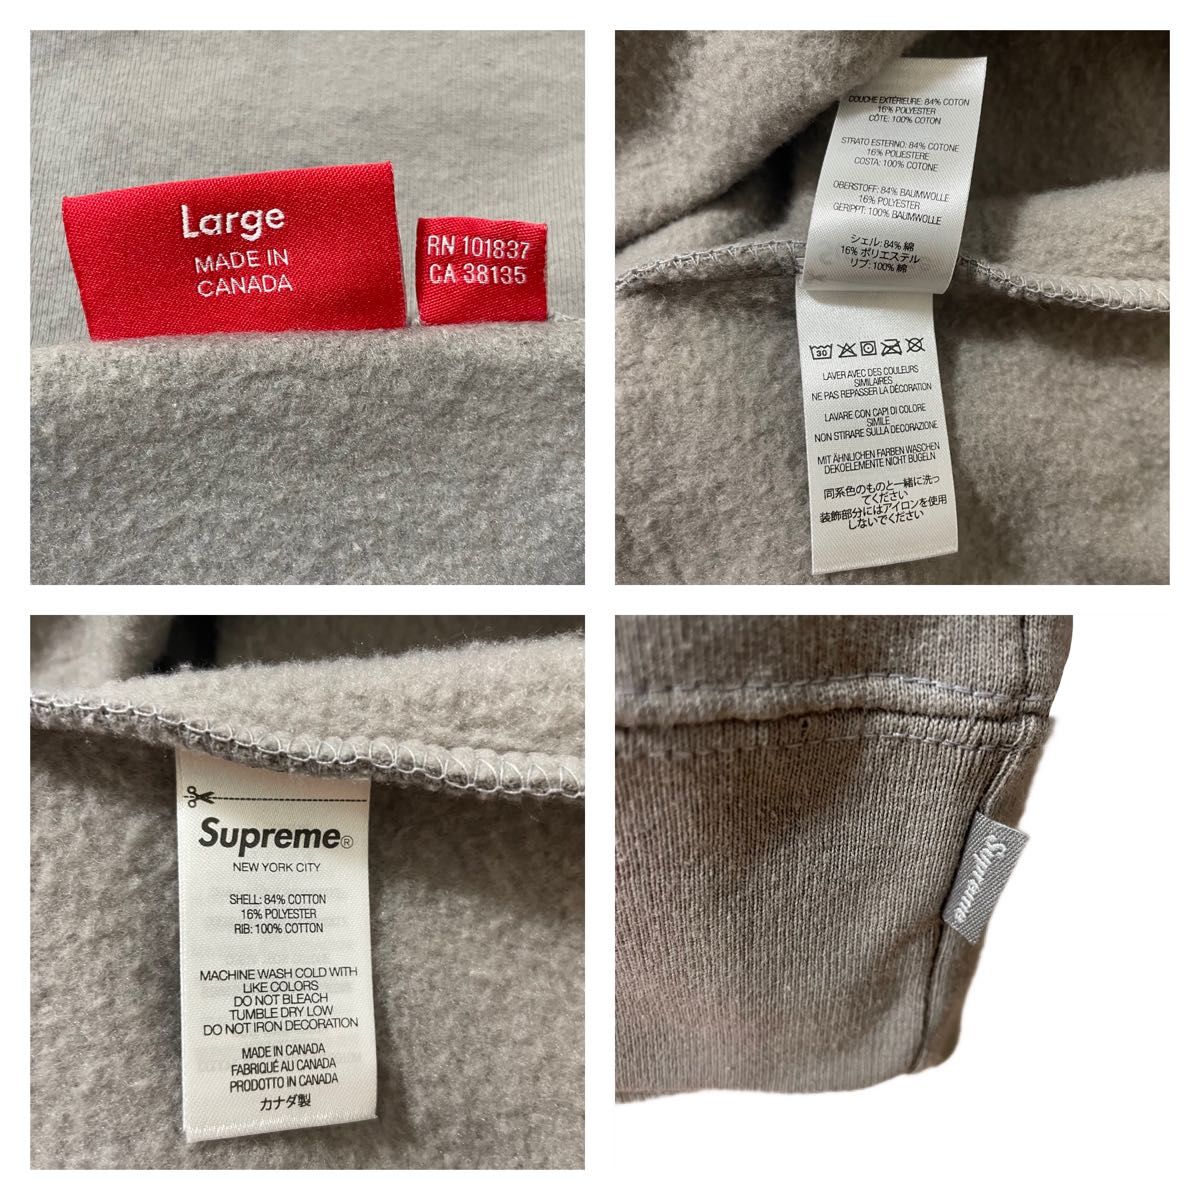 Large
MADE IN
CANADA
RN 101837
CA 38135
COUCHE EXTÉRIEURE: 84% COTON
16% POLYESTER
CÔTE: 100% COTON
STRATO ESTERNO: 84% COTONE
16% POLIESTERE
COSTA: 100% COTONE
OBERSTOFF: 84% BAUMWOLLE
16% POLYESTER
GERIPPT: 100% BAUMWOLLE
シェル: 84% 綿
16% ポリエステル
リブ: 100% 綿
30
LAVER AVEC DES COULEURS
SIMILAIRES
NE PAS REPASSER LA DÉCORATION
LAVARE CON CAPI DI COLORE
SIMILE
NON STIRARE SULLA DECORAZIONE
MIT ÄHNLICHEN FARBEN WASCHEN
DEKOELEMENTE NICHT BÜGELN
同系色のものと一緒に洗っ
てください
装飾部分にはアイロンを使用
しないでください
Supreme®
NEW YORK CITY
SHELL: 84% COTTON
16% POLYESTER
RIB: 100% COTTON
MACHINE WASH COLD WITH
LIKE COLORS
DO NOT BLEACH
TUMBLE DRY LOW
DO NOT IRON DECORATION
MADE IN CANADA
FABRIQUÉ AU CANADA
PRODOTTO IN CANADA
カナダ製
Supreme